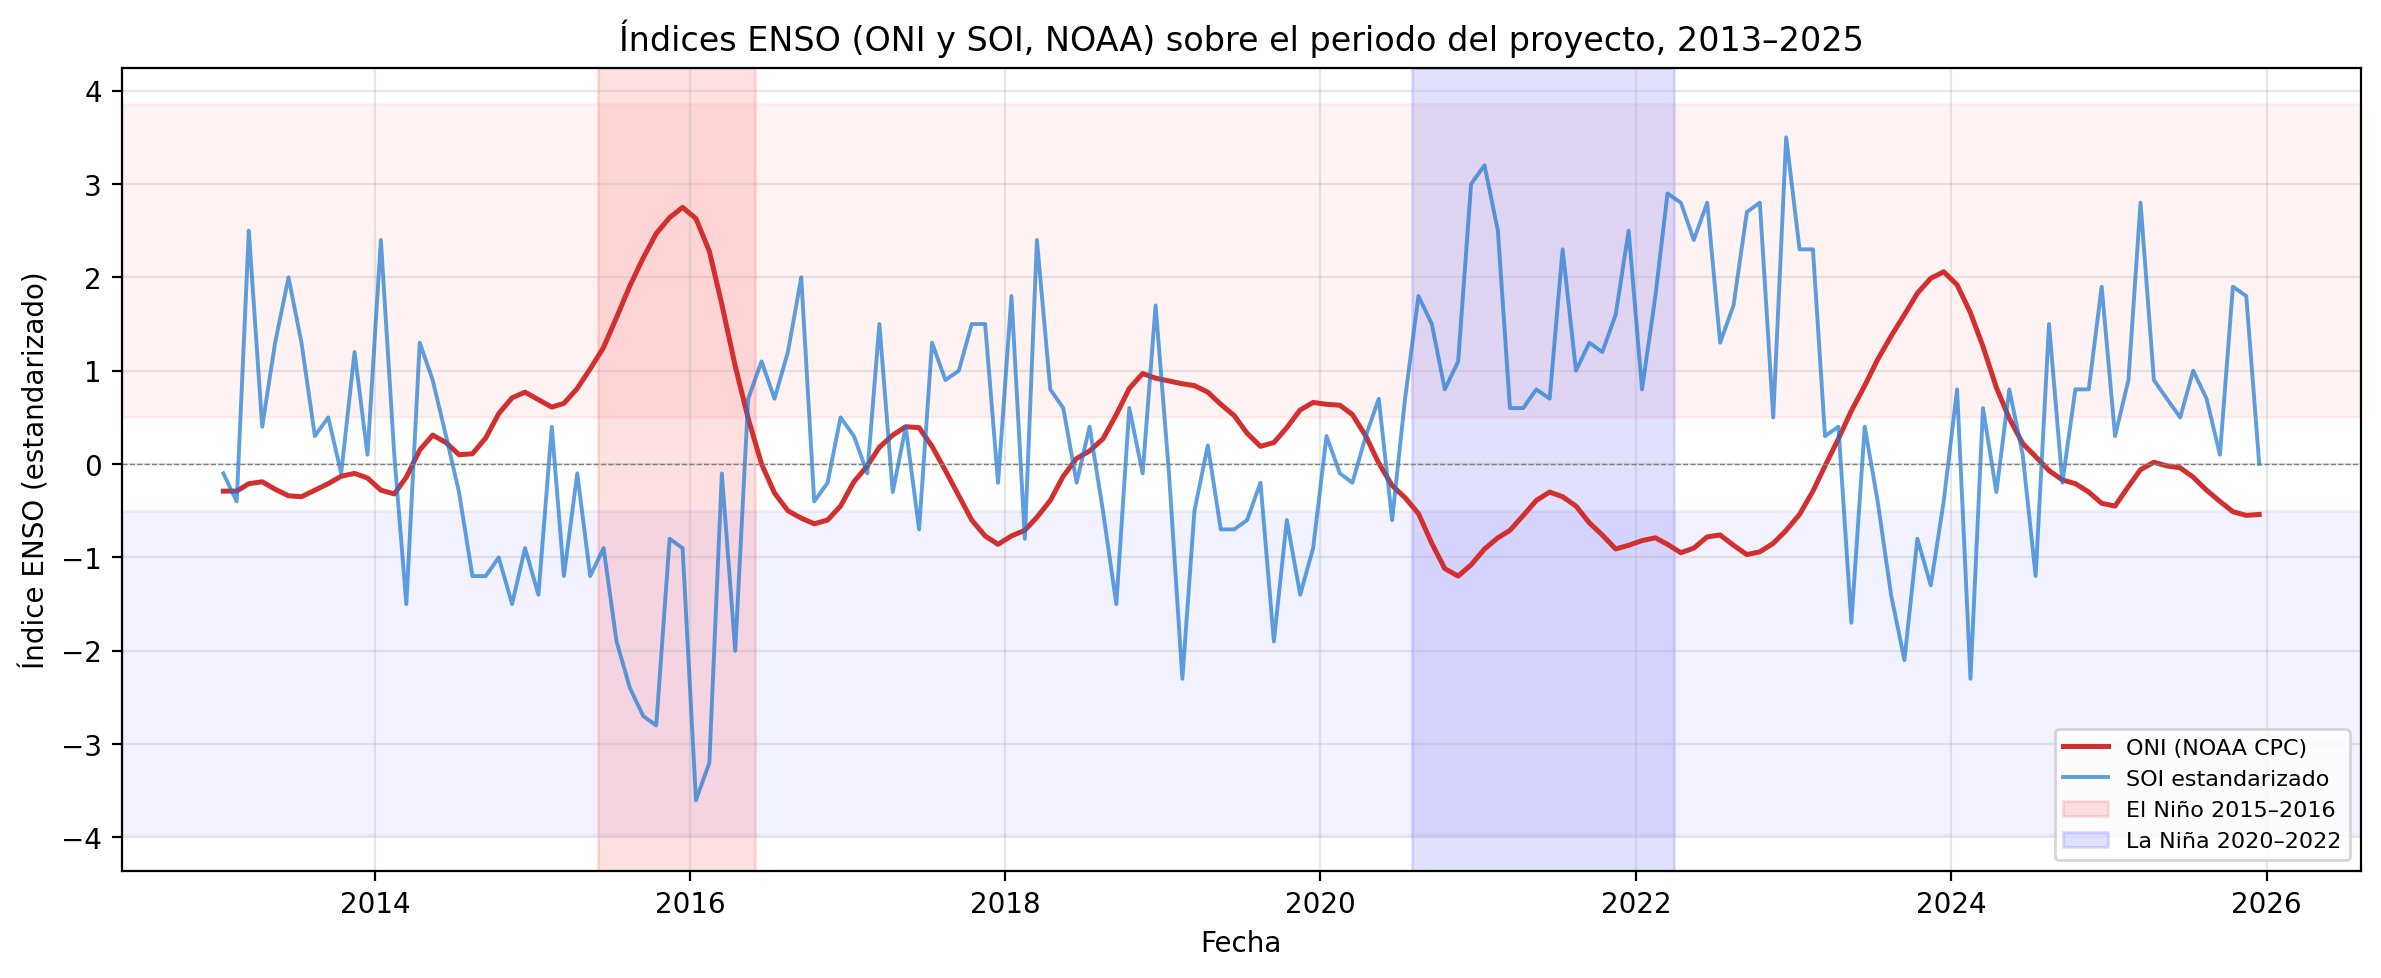 Índices ENSO (ONI y SOI, NOAA) sobre el periodo del proyecto, 2013–2025
Índice ENSO (estandarizado)
4
3
2
1
0
−1
−2
−3
−4
ONI (NOAA CPC)
SOI estandarizado
El Niño 2015–2016
La Niña 2020–2022
2014 2016 2018 2020 2022 2024 2026
Fecha